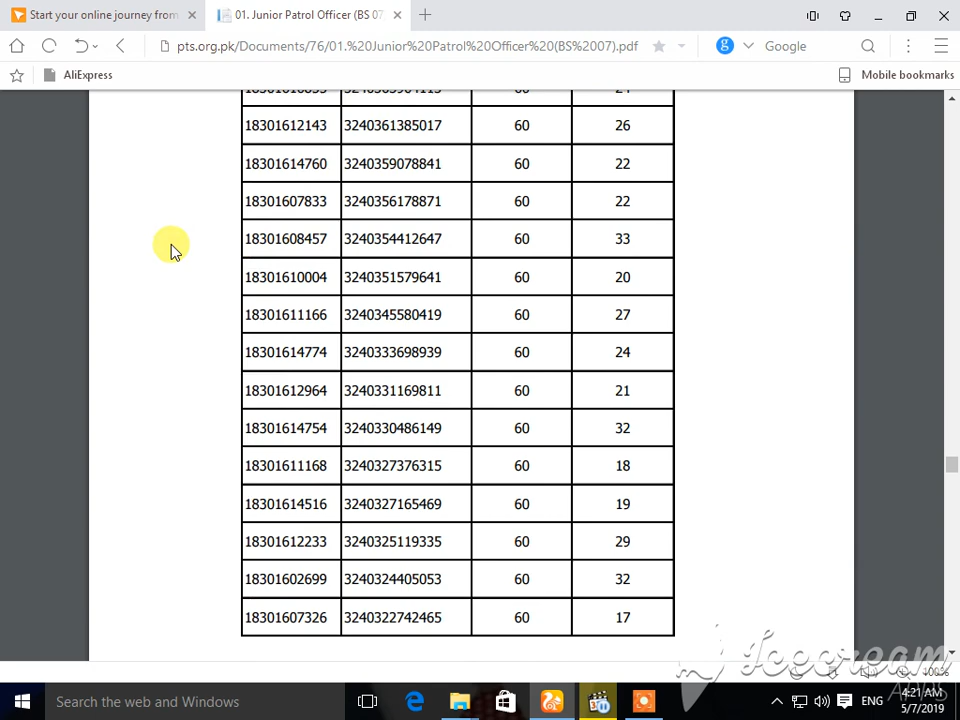 Start your online journey from
01. Junior Patrol Officer (BS 07
pts.org.pk/Documents/76/01.%20Junior%20Patrol%20Officer%20(BS%2007).pdf
Google
AliExpress
Mobile bookmarks
18301612143 3240361385017 60 26
18301614760 3240359078841 60 22
18301607833 3240356178871 60 22
18301608457 3240354412647 60 33
18301610004 3240351579641 60 20
18301611166 3240345580419 60 27
18301614774 3240333698939 60 24
18301612964 3240331169811 60 21
18301614754 3240330486149 60 32
18301611168 3240327376315 60 18
18301614516 3240327165469 60 19
18301612233 3240325119335 60 29
18301602699 3240324405053 60 32
18301607326 3240322742465 60 17
Icecream
Apps
100%
Search the web and Windows
ENG
4:21 AM
5/7/2019